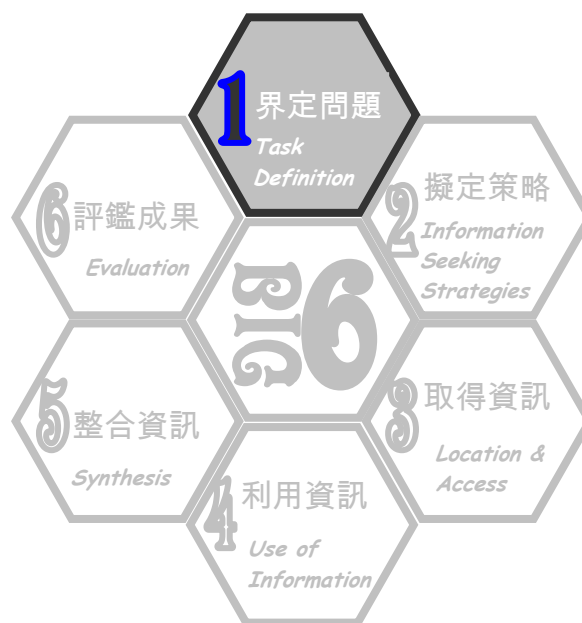 1
界定問題
Task
Definition
2
擬定策略
Information
Seeking
Strategies
3
取得資訊
Location &
Access
4
利用資訊
Use of
Information
5
整合資訊
Synthesis
6
評鑑成果
Evaluation
BIG
6